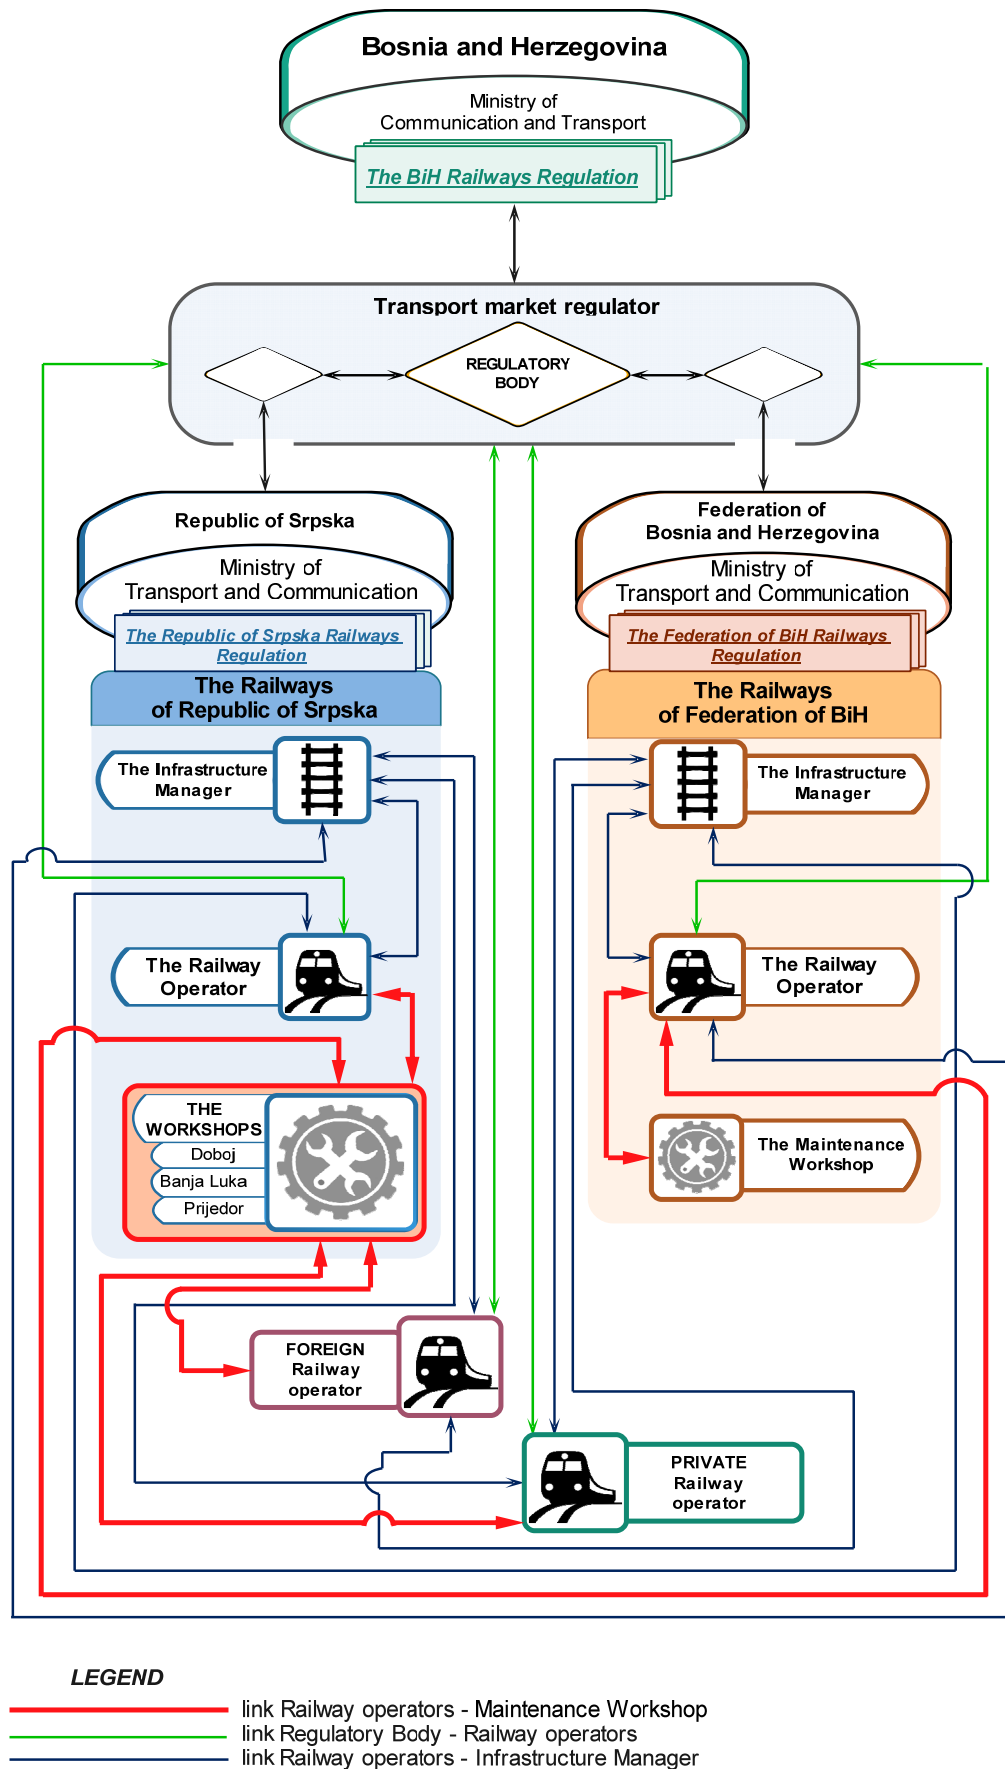 Bosnia and Herzegovina
Ministry of
Communication and Transport
The BiH Railways Regulation
Transport market regulator
REGULATORY
BODY
Republic of Srpska
Ministry of
Transport and Communication
The Republic of Srpska Railways
Regulation
The Railways
of Republic of Srpska
The Infrastructure
Manager
The Railway
Operator
THE
WORKSHOPS
Doboj
Banja Luka
Prijedor
Federation of
Bosnia and Herzegovina
Ministry of
Transport and Communication
The Federation of BiH Railways
Regulation
The Railways
of Federation of BiH
The Infrastructure
Manager
The Railway
Operator
The Maintenance
Workshop
FOREIGN
Railway
operator
PRIVATE
Railway
operator
LEGEND
link Railway operators - Maintenance Workshop
link Regulatory Body - Railway operators
link Railway operators - Infrastructure Manager